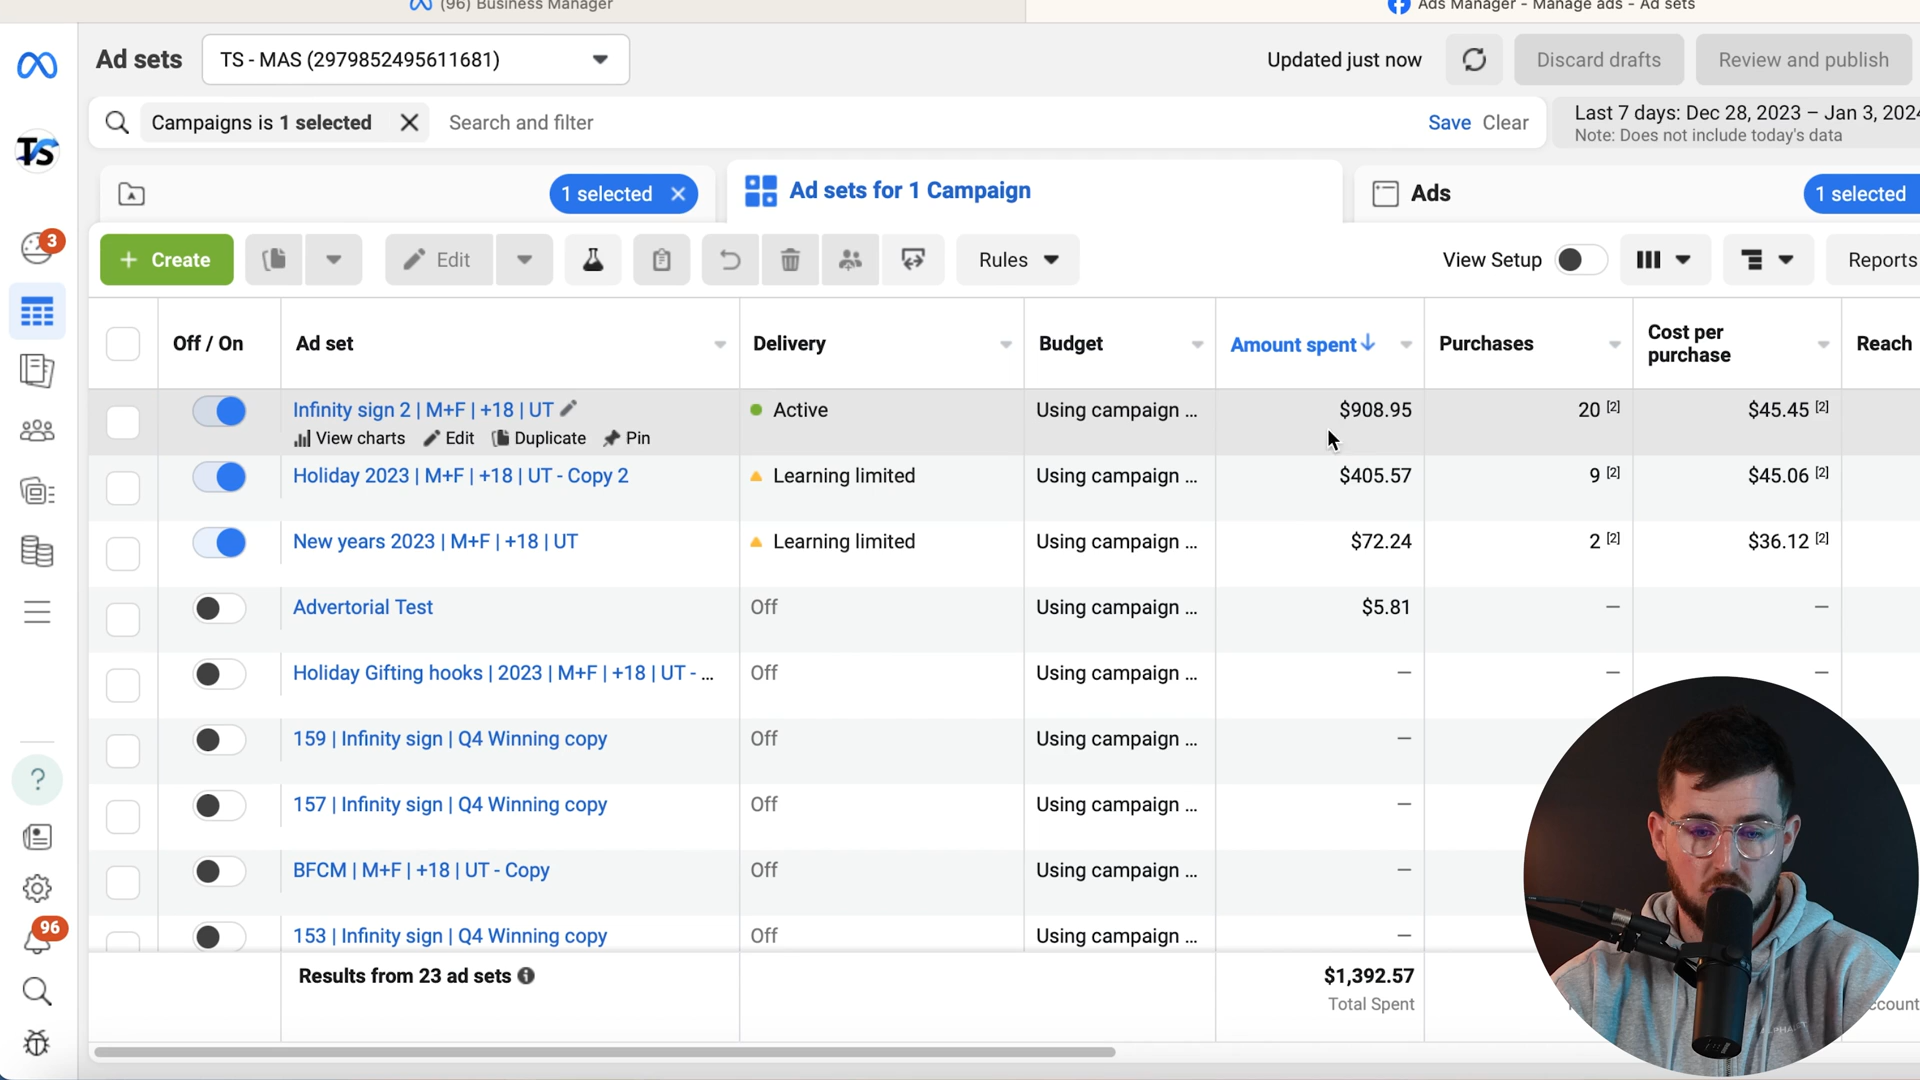 (96) Business Manager
Ads Manager - Manage ads - Ad sets
Ad sets
TS - MAS (2979852495611681)
Updated just now
Discard drafts
Review and publish
Campaigns is 1 selected
Search and filter
Save
Clear
Last 7 days: Dec 28, 2023 – Jan 3, 2024
Note: Does not include today's data
TS
1 selected
Ad sets for 1 Campaign
Ads
1 selected
3
+ Create
Edit
Rules
View Setup
Reports
Off / On
Ad set
Delivery
Budget
Amount spent
Purchases
Cost per
purchase
Reach
Infinity sign 2 | M+F | +18 | UT
Active
Using campaign ...
$908.95
20 [2]
$45.45 [2]
View charts
Edit
Duplicate
Pin
Holiday 2023 | M+F | +18 | UT - Copy 2
Learning limited
Using campaign ...
$405.57
9 [2]
$45.06 [2]
New years 2023 | M+F | +18 | UT
Learning limited
Using campaign ...
$72.24
2 [2]
$36.12 [2]
Advertorial Test
Off
Using campaign ...
$5.81
—
—
Holiday Gifting hooks | 2023 | M+F | +18 | UT - ...
Off
Using campaign ...
—
—
—
159 | Infinity sign | Q4 Winning copy
Off
Using campaign ...
—
157 | Infinity sign | Q4 Winning copy
Off
Using campaign ...
—
BFCM | M+F | +18 | UT - Copy
Off
Using campaign ...
—
153 | Infinity sign | Q4 Winning copy
Off
Using campaign ...
—
96
Results from 23 ad sets
$1,392.57
Total Spent